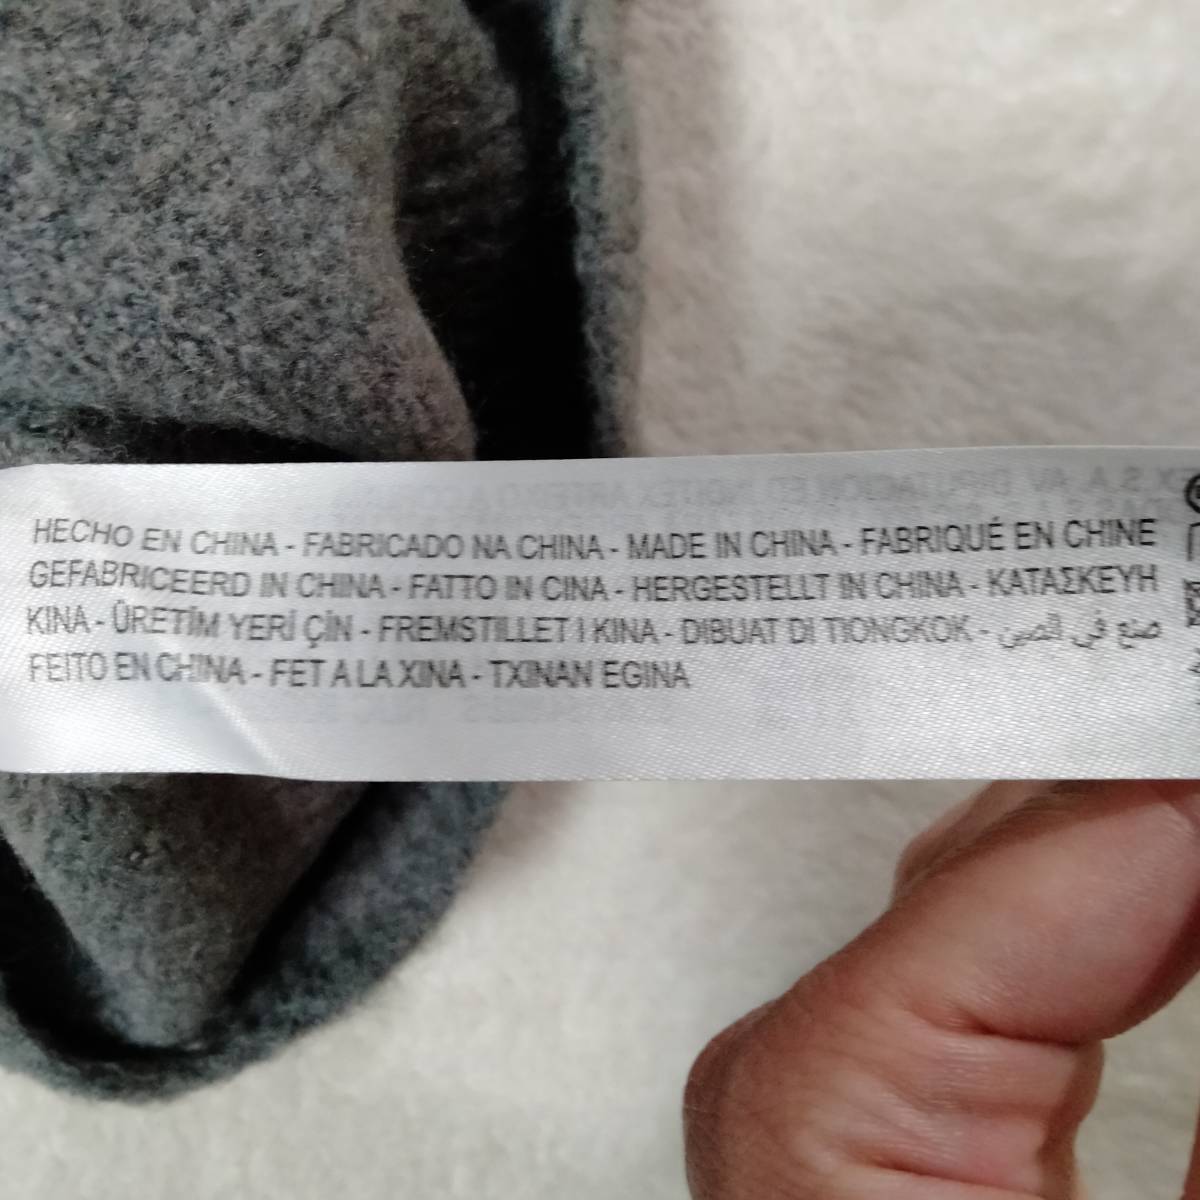 HECHO EN CHINA - FABRICADO NA CHINA - MADE IN CHINA - FABRIQUÉ EN CHINE
GEFABRICEERD IN CHINA - FATTO IN CINA - HERGESTELLT IN CHINA - ΚΑΤΑΣΚΕΥΗ
ΚΙΝΑ - ÜRETİM YERİ ÇİN - FREMSTILLET I KINA - DIBUAT DI TIONGKOK - صنع في الصين
FEITO EN CHINA - FET A LA XINA - TXINAN EGINA